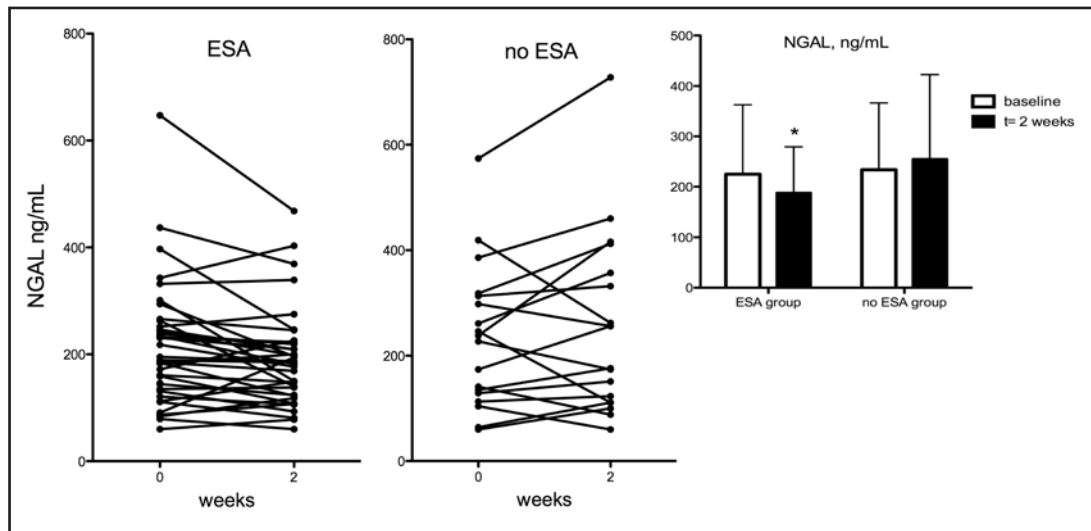 ESA
NGAL ng/mL
800
600
400
200
0
0
2
weeks
no ESA
800
600
400
200
0
0
2
weeks
NGAL, ng/mL
500
400
300
200
100
0
*
ESA group
no ESA group
baseline
t= 2 weeks